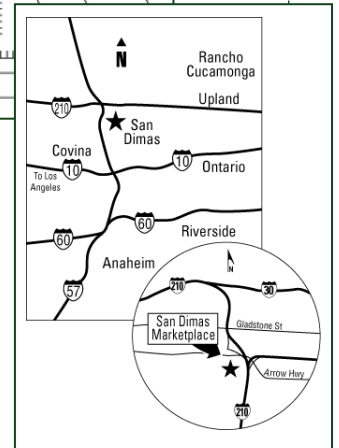 N
Rancho
Cucamonga
210
Upland
San
Dimas
Covina
10
10
Ontario
To Los
Angeles
60
60
Riverside
Anaheim
57
N
210
30
San Dimas
Marketplace
Gladstone St
Arrow Hwy
210